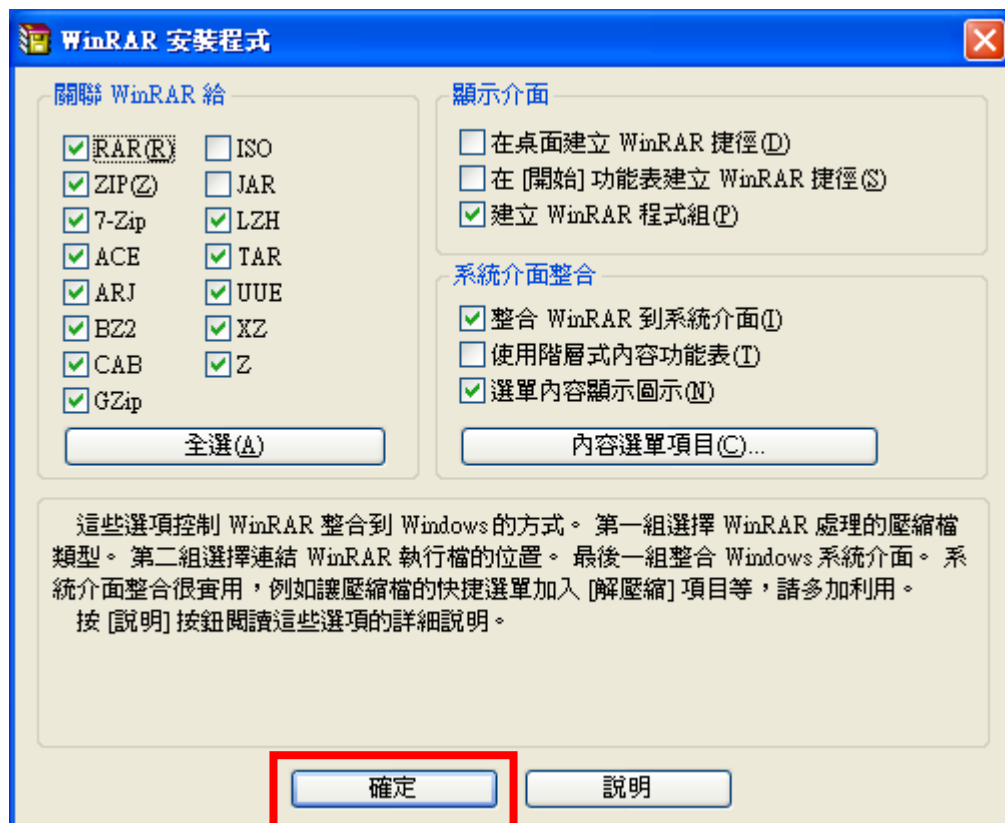 WinRAR 安裝程式
關聯 WinRAR 給
RAR(R)
ZIP(Z)
7-Zip
ACE
ARJ
BZ2
CAB
GZip
ISO
JAR
LZH
TAR
UUE
XZ
Z
全選(A)
顯示介面
在桌面建立 WinRAR 捷徑(D)
在 [開始] 功能表建立 WinRAR 捷徑(S)
建立 WinRAR 程式組(P)
系統介面整合
整合 WinRAR 到系統介面(I)
使用階層式內容功能表(T)
選單內容顯示圖示(N)
內容選單項目(C)...
這些選項控制 WinRAR 整合到 Windows的方式。 第一組選擇 WinRAR 處理的壓縮檔
類型。 第二組選擇連結 WinRAR 執行檔的位置。 最後一組整合 Windows 系統介面。 系
統介面整合很實用，例如讓壓縮檔的快捷選單加入 [解壓縮] 項目等，請多加利用。
按 [說明] 按鈕閱讀這些選項的詳細說明。
確定
說明